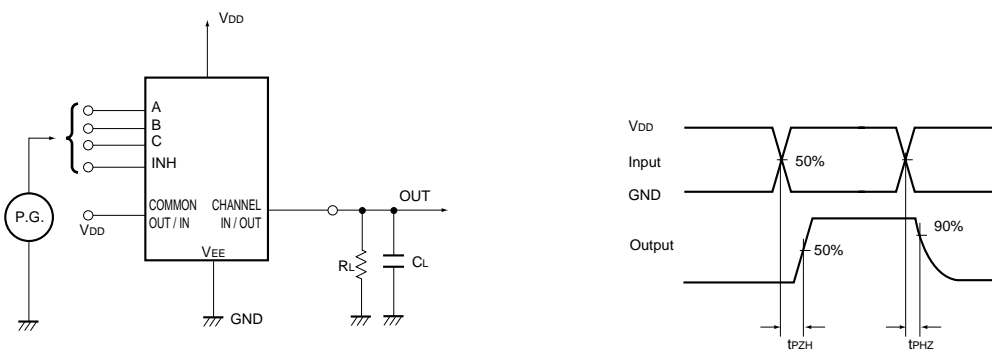 VDD
A
B
C
INH
P.G.
VDD
COMMON
OUT / IN
CHANNEL
IN / OUT
VEE
GND
OUT
RL
CL
VDD
Input
50%
GND
Output
50%
90%
tPZH
tPHZ